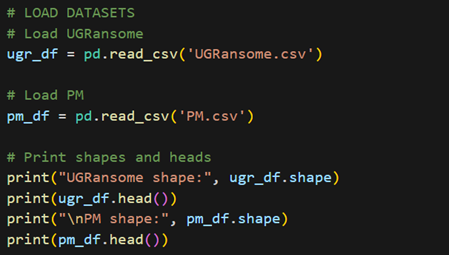 # LOAD DATASETS
# Load UGRansome
ugr_df = pd.read_csv('UGRansome.csv')
# Load PM
pm_df = pd.read_csv('PM.csv')
# Print shapes and heads
print("UGRansome shape:", ugr_df.shape)
print(ugr_df.head())
print("\nPM shape:", pm_df.shape)
print(pm_df.head())